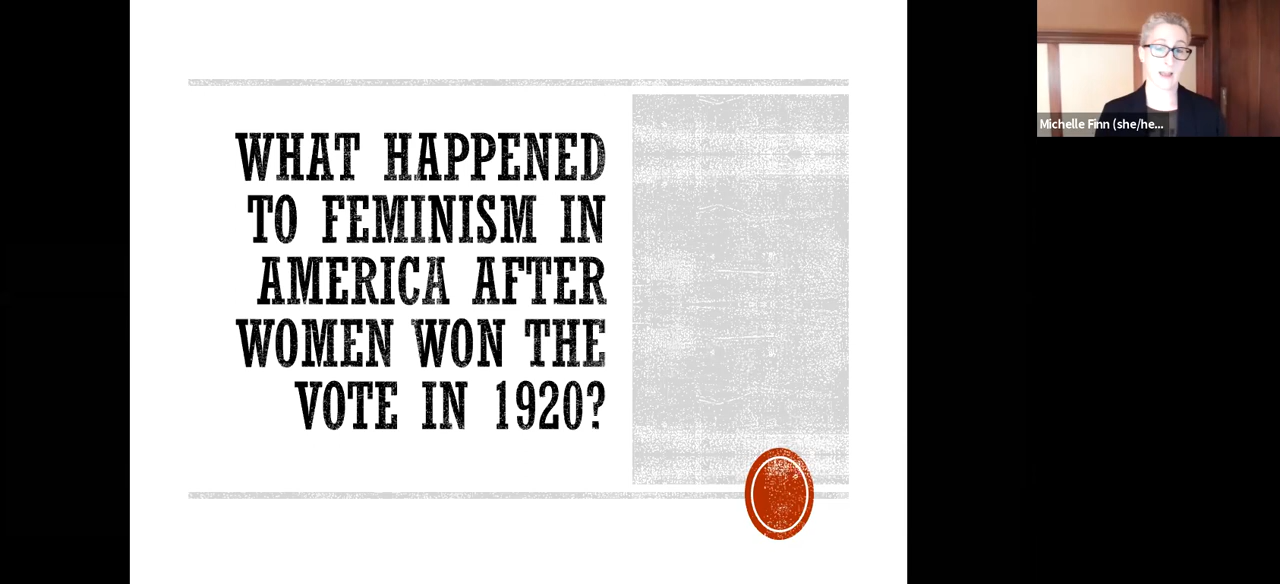 WHAT HAPPENED
TO FEMINISM IN
AMERICA AFTER
WOMEN WON THE
VOTE IN 1920?
Michelle Finn (she/he...